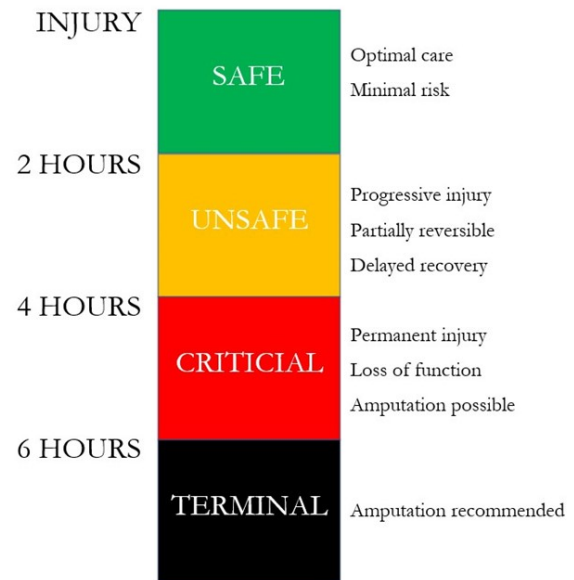 INJURY
SAFE
Optimal care
Minimal risk
2 HOURS
UNSAFE
Progressive injury
Partially reversible
Delayed recovery
4 HOURS
CRITICIAL
Permanent injury
Loss of function
Amputation possible
6 HOURS
TERMINAL
Amputation recommended